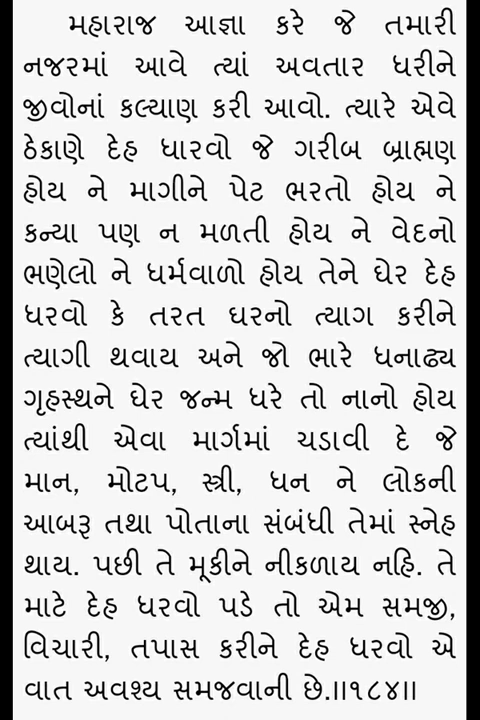 મહારાજ આજ્ઞા કરે જે તમારી
નજરમાં આવે ત્યાં અવતાર ધરીને
જીવોનાં કલ્યાણ કરી આવો. ત્યારે એવે
ઠેકાણે દેહ ધારવો જે ગરીબ બ્રાહ્મણ
હોય ને માગીને પેટ ભરતો હોય ને
કન્યા પણ ન મળતી હોય ને વેદનો
ભણેલો ને ધર્મવાળો હોય તેને ઘેર દેહ
ધરવો કે તરત ઘરનો ત્યાગ કરીને
ત્યાગી થવાય અને જો ભારે ધનાઢ્ય
ગૃહસ્થને ઘેર જન્મ ધરે તો નાનો હોય
ત્યાંથી એવા માર્ગમાં ચડાવી દે જે
માન, મોટપ, સ્ત્રી, ધન ને લોકની
આબરૂ તથા પોતાના સંબંધી તેમાં સ્નેહ
થાય. પછી તે મૂકીને નીકળાય નહિ. તે
માટે દેહ ધરવો પડે તો એમ સમજી,
વિચારી, તપાસ કરીને દેહ ધરવો એ
વાત અવશ્ય સમજવાની છે.॥૧૮૪॥